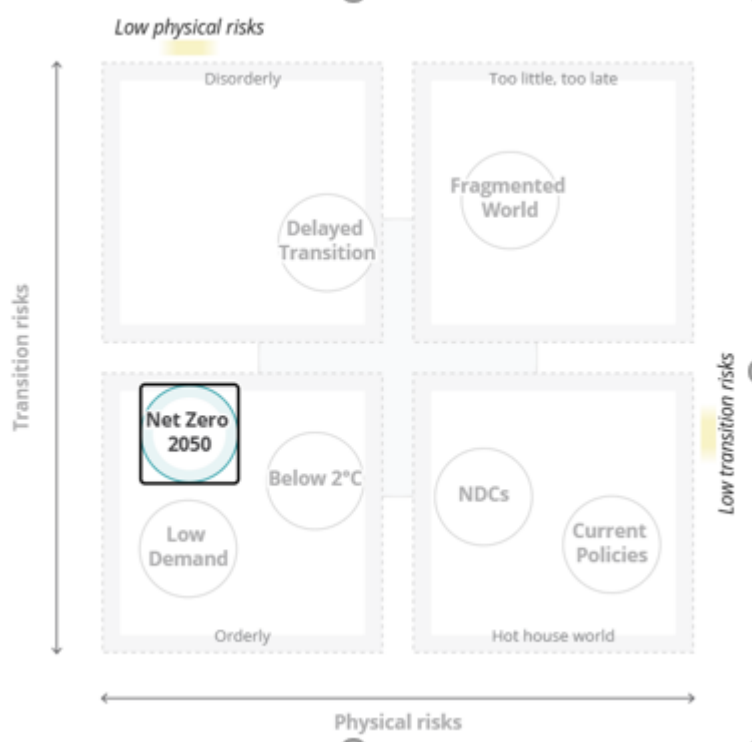 Low physical risks
Disorderly
Too little, too late
Fragmented
World
Delayed
Transition
Transition risks
Low transition risks
Net Zero
2050
Below 2°C
NDCs
Low
Demand
Current
Policies
Orderly
Hot house world
Physical risks